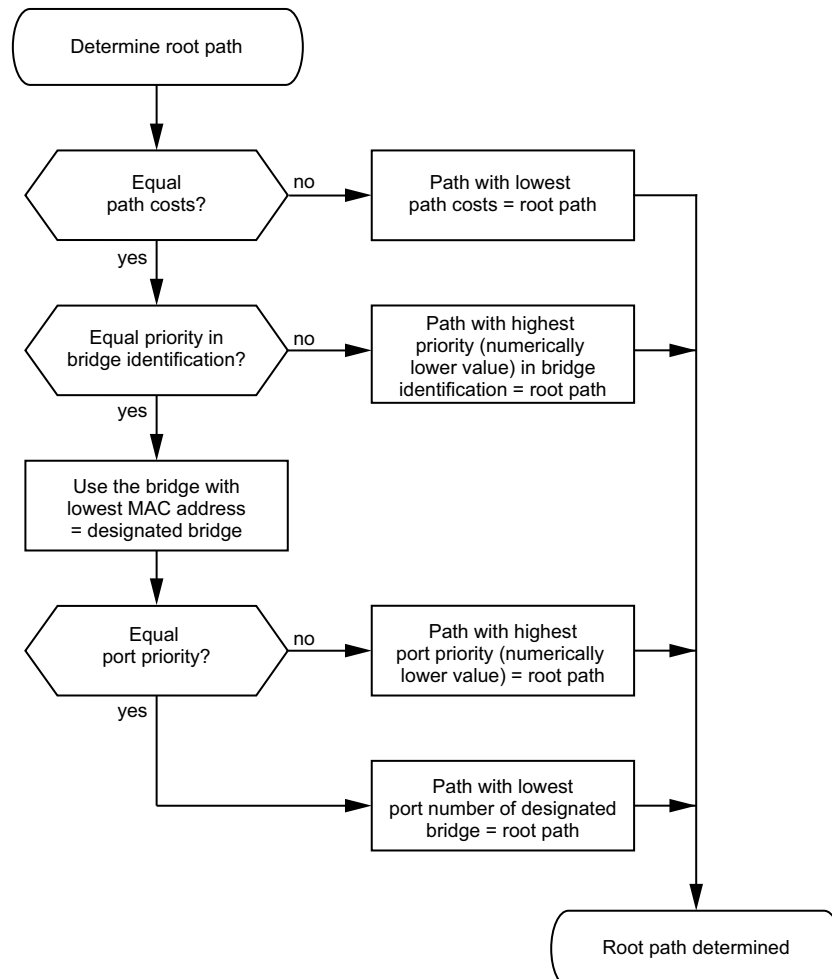 Determine root path
Equal
path costs?
no
Path with lowest
path costs = root path
yes
Equal priority in
bridge identification?
no
Path with highest
priority (numerically
lower value) in bridge
identification = root path
yes
Use the bridge with
lowest MAC address
= designated bridge
Equal
port priority?
no
Path with highest
port priority (numerically
lower value) = root path
yes
Path with lowest
port number of designated
bridge = root path
Root path determined